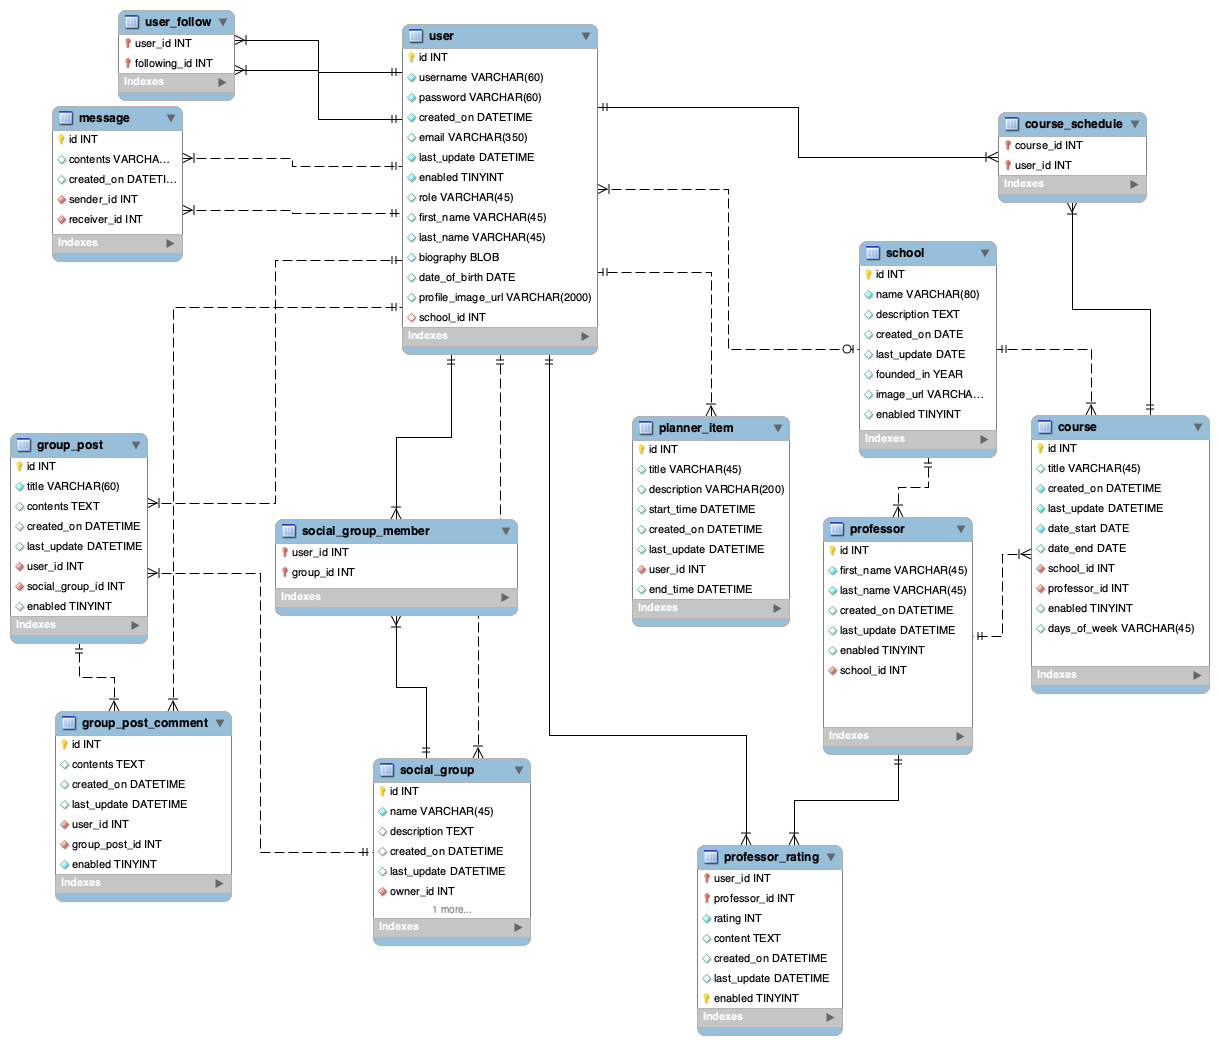 user_follow
user_id INT
following_id INT
Indexes
message
id INT
contents VARCHA...
created_on DATETI...
sender_id INT
receiver_id INT
Indexes
user
id INT
username VARCHAR(60)
password VARCHAR(60)
created_on DATETIME
email VARCHAR(350)
last_update DATETIME
enabled TINYINT
role VARCHAR(45)
first_name VARCHAR(45)
last_name VARCHAR(45)
biography BLOB
date_of_birth DATE
profile_image_url VARCHAR(2000)
school_id INT
Indexes
course_schedule
course_id INT
user_id INT
Indexes
school
id INT
name VARCHAR(80)
description TEXT
created_on DATE
last_update DATE
founded_in YEAR
image_url VARCHA...
enabled TINYINT
Indexes
group_post
id INT
title VARCHAR(60)
contents TEXT
created_on DATETIME
last_update DATETIME
user_id INT
social_group_id INT
enabled TINYINT
Indexes
social_group_member
user_id INT
group_id INT
Indexes
planner_item
id INT
title VARCHAR(45)
description VARCHAR(200)
start_time DATETIME
created_on DATETIME
last_update DATETIME
user_id INT
end_time DATETIME
Indexes
professor
id INT
first_name VARCHAR(45)
last_name VARCHAR(45)
created_on DATETIME
last_update DATETIME
enabled TINYINT
school_id INT
Indexes
course
id INT
title VARCHAR(45)
created_on DATETIME
last_update DATETIME
date_start DATE
date_end DATE
school_id INT
professor_id INT
enabled TINYINT
days_of_week VARCHAR(45)
Indexes
group_post_comment
id INT
contents TEXT
created_on DATETIME
last_update DATETIME
user_id INT
group_post_id INT
enabled TINYINT
Indexes
social_group
id INT
name VARCHAR(45)
description TEXT
created_on DATETIME
last_update DATETIME
owner_id INT
1 more...
Indexes
professor_rating
user_id INT
professor_id INT
rating INT
content TEXT
created_on DATETIME
last_update DATETIME
enabled TINYINT
Indexes